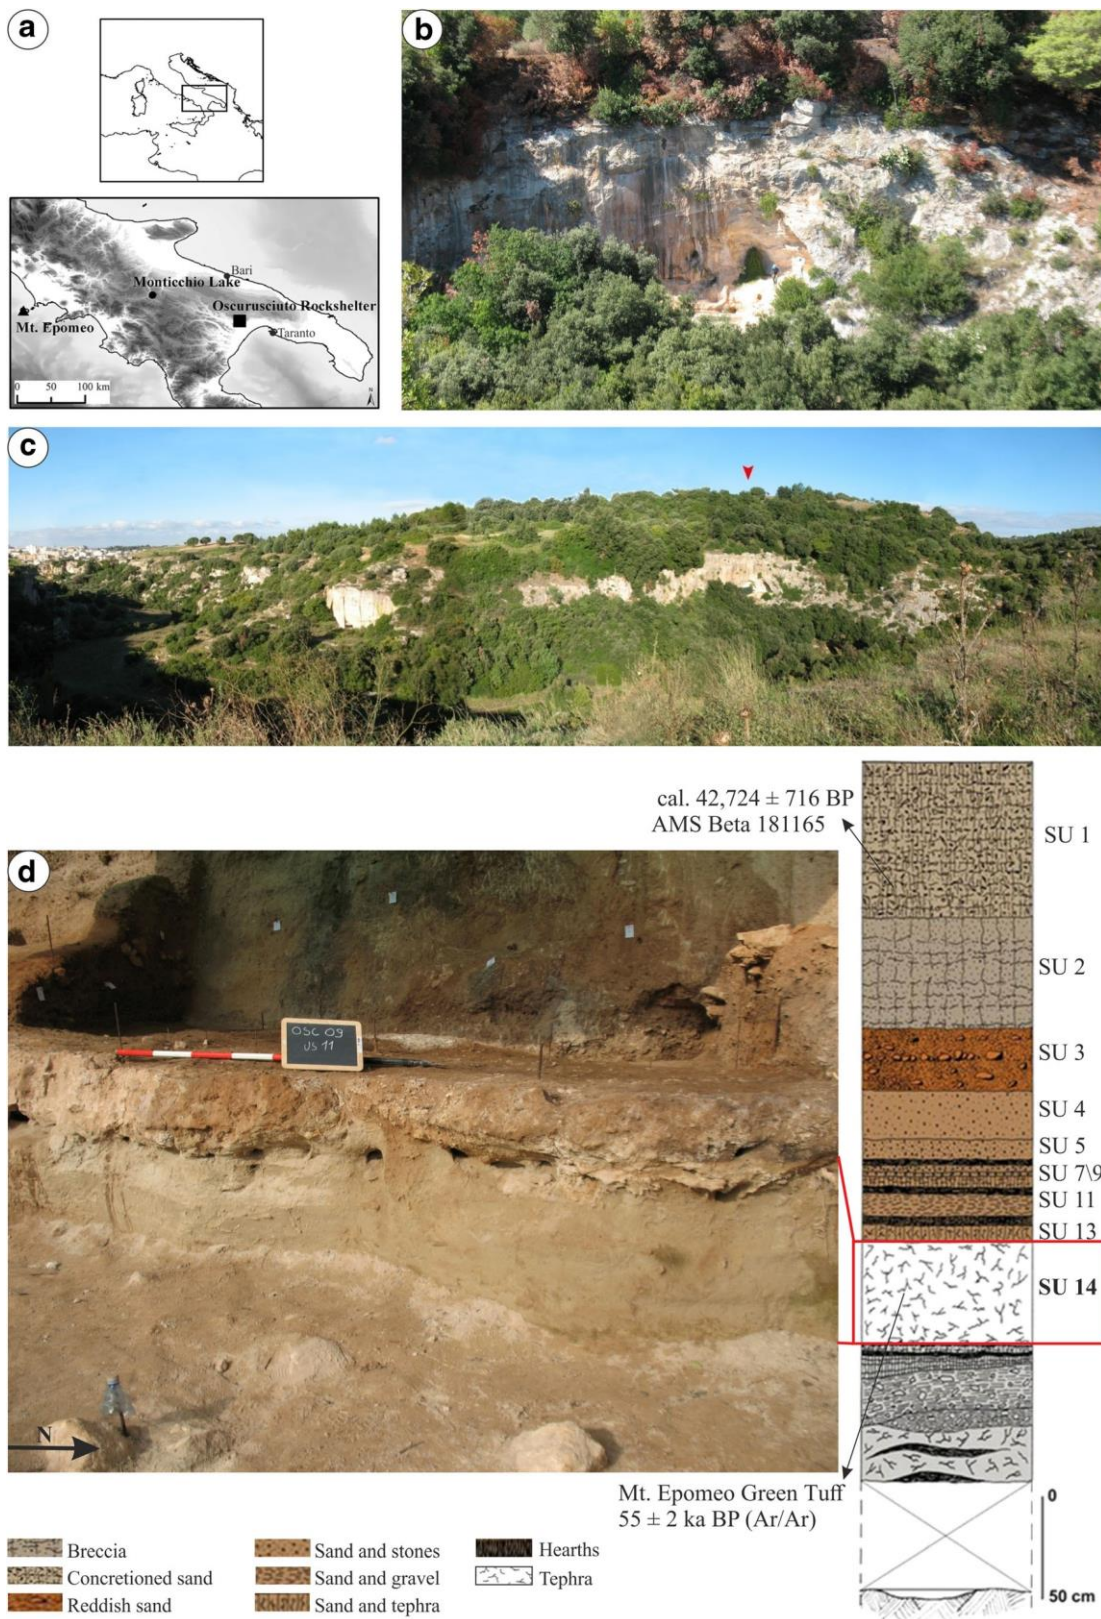 a
b
Bari
Monticchio Lake
Oscurusciuto Rockshelter
Mt. Epomeo
Taranto
0 50 100 km
N
c
cal. 42,724 ± 716 BP
AMS Beta 181165
SU 1
d
SU 2
OSC 09
US 11
SU 3
SU 4
SU 5
SU 7\9
SU 11
SU 13
SU 14
N
Mt. Epomeo Green Tuff
55 ± 2 ka BP (Ar/Ar)
0
50 cm
Breccia
Concretioned sand
Reddish sand
Sand and stones
Sand and gravel
Sand and tephra
Hearths
Tephra